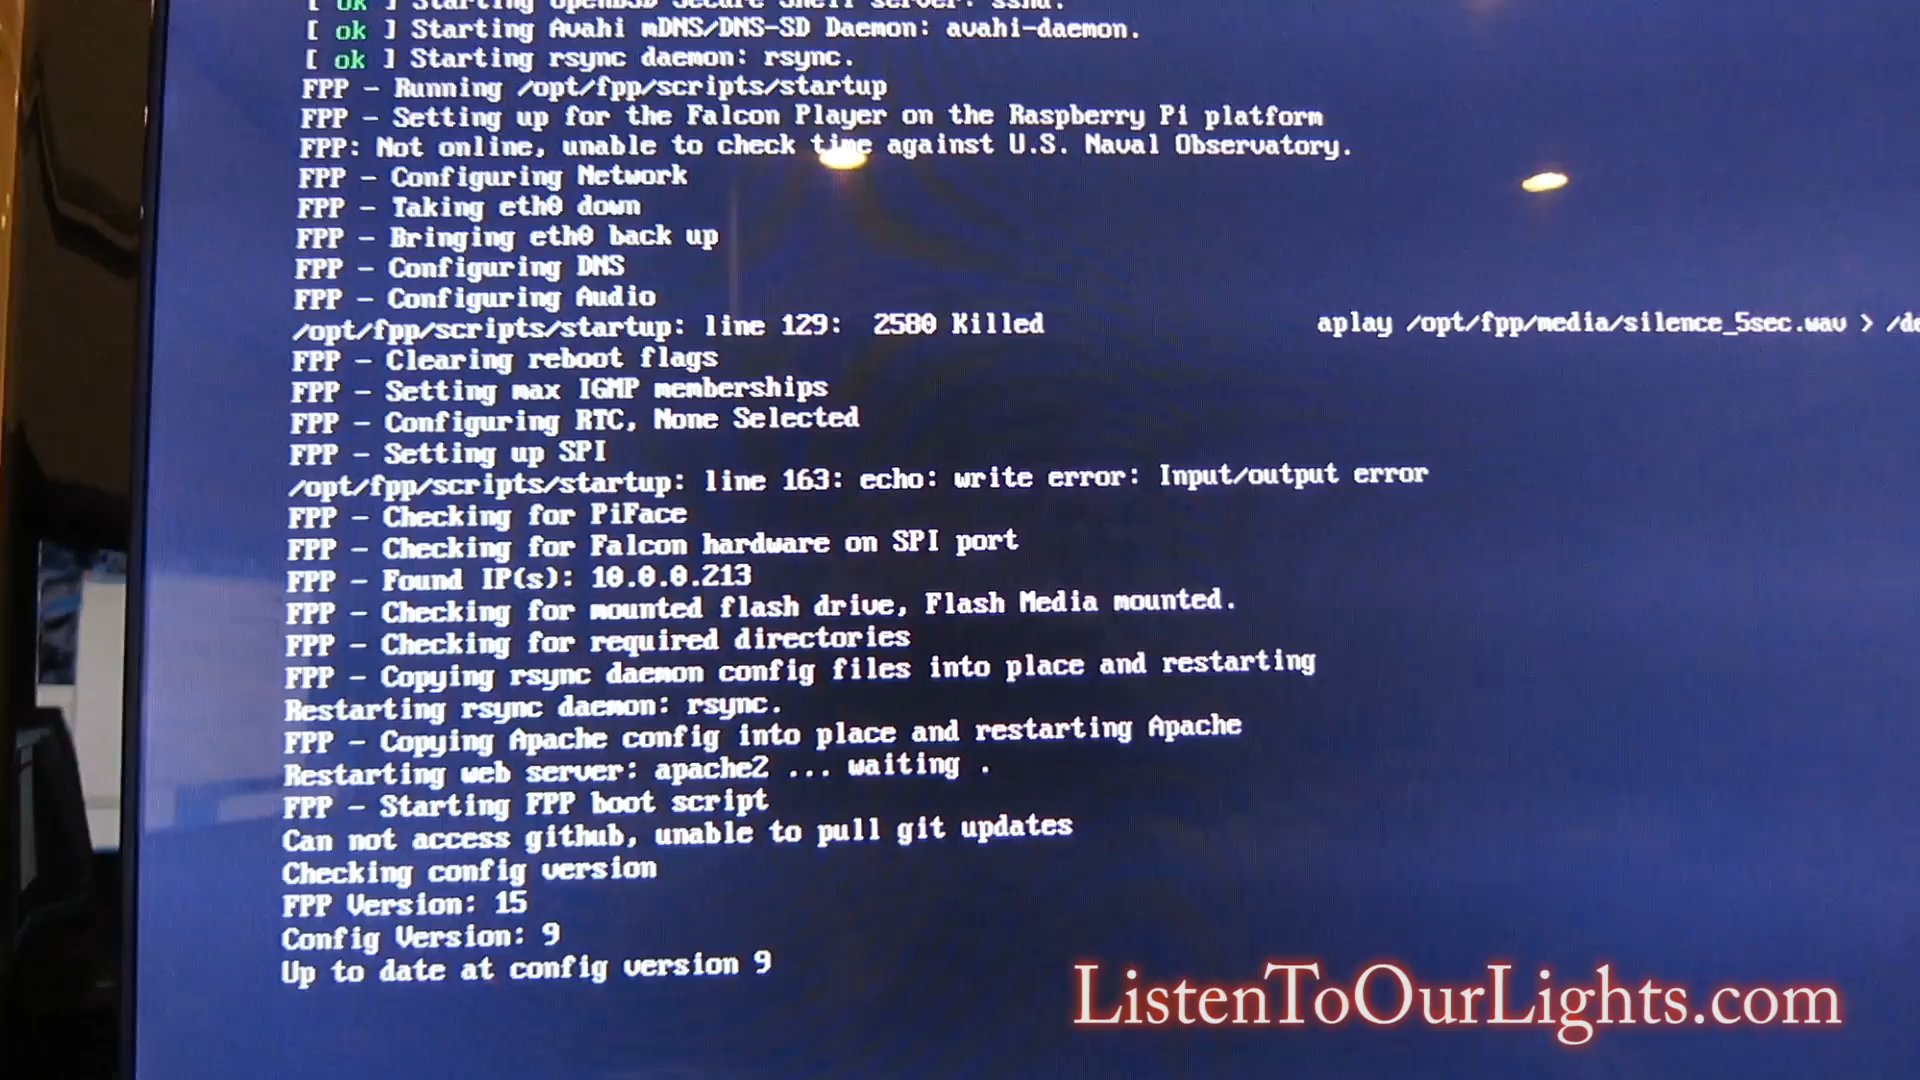 [ ok ] Starting OpenBSD Secure Shell server: sshd.
[ ok ] Starting Avahi mDNS/DNS-SD Daemon: avahi-daemon.
[ ok ] Starting rsync daemon: rsync.
FPP - Running /opt/fpp/scripts/startup
FPP - Setting up for the Falcon Player on the Raspberry Pi platform
FPP: Not online, unable to check time against U.S. Naval Observatory.
FPP - Configuring Network
FPP - Taking eth0 down
FPP - Bringing eth0 back up
FPP - Configuring DNS
FPP - Configuring Audio
/opt/fpp/scripts/startup: line 129:  2580 Killed                  aplay /opt/fpp/media/silence_5sec.wav > /de
FPP - Clearing reboot flags
FPP - Setting max IGMP memberships
FPP - Configuring RTC, None Selected
FPP - Setting up SPI
/opt/fpp/scripts/startup: line 163: echo: write error: Input/output error
FPP - Checking for PiFace
FPP - Checking for Falcon hardware on SPI port
FPP - Found IP(s): 10.0.0.213
FPP - Checking for mounted flash drive, Flash Media mounted.
FPP - Checking for required directories
FPP - Copying rsync daemon config files into place and restarting
Restarting rsync daemon: rsync.
FPP - Copying Apache config into place and restarting Apache
Restarting web server: apache2 ... waiting .
FPP - Starting FPP boot script
Can not access github, unable to pull git updates
Checking config version
FPP Version: 15
Config Version: 9
Up to date at config version 9
ListenToOurLights.com